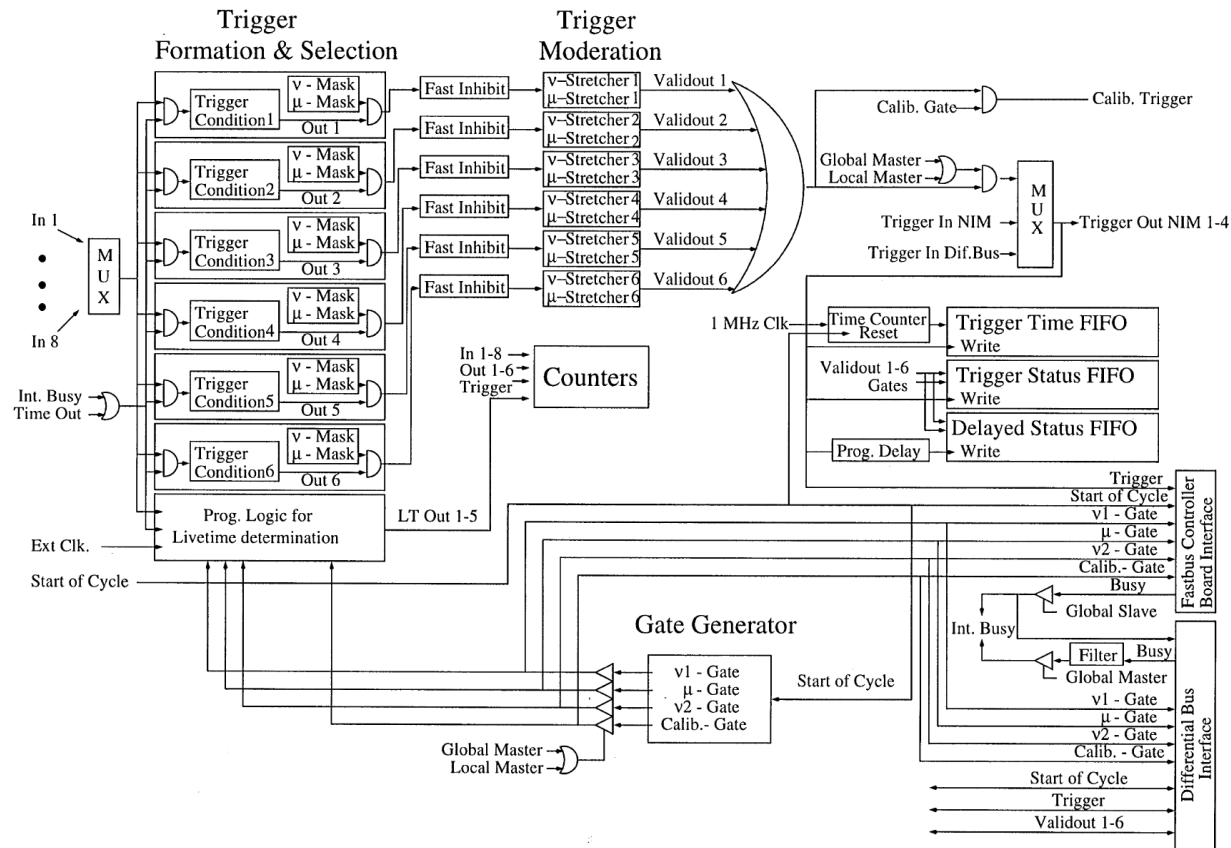 Trigger
Formation & Selection
Trigger
Moderation
Trigger
Condition1
ν - Mask
μ - Mask
Out 1
Fast Inhibit
ν–Stretcher 1
μ–Stretcher 1
Validout 1
Trigger
Condition2
ν - Mask
μ - Mask
Out 2
Fast Inhibit
ν–Stretcher 2
μ–Stretcher 2
Validout 2
Trigger
Condition3
ν - Mask
μ - Mask
Out 3
Fast Inhibit
ν–Stretcher 3
μ–Stretcher 3
Validout 3
Trigger
Condition4
ν - Mask
μ - Mask
Out 4
Fast Inhibit
ν–Stretcher 4
μ–Stretcher 4
Validout 4
Trigger
Condition5
ν - Mask
μ - Mask
Out 5
Fast Inhibit
ν–Stretcher 5
μ–Stretcher 5
Validout 5
Trigger
Condition6
ν - Mask
μ - Mask
Out 6
Fast Inhibit
ν–Stretcher 6
μ–Stretcher 6
Validout 6
In 1
In 8
MUX
Int. Busy
Time Out
Prog. Logic for
Livetime determination
Ext Clk.
Start of Cycle
LT Out 1-5
In 1-8
Out 1-6
Trigger
Counters
Calib. Gate
Calib. Trigger
Global Master
Local Master
Trigger In NIM
Trigger In Dif.Bus
MUX
Trigger Out NIM 1-4
1 MHz Clk
Time Counter
Reset
Trigger Time FIFO
Write
Validout 1-6
Gates
Trigger Status FIFO
Write
Delayed Status FIFO
Write
Prog. Delay
Trigger
Start of Cycle
ν1 - Gate
μ - Gate
ν2 - Gate
Calib.- Gate
Busy
Global Slave
Fastbus Controller
Board Interface
Int. Busy
Filter
Busy
Global Master
ν1 - Gate
μ - Gate
ν2 - Gate
Calib. - Gate
Start of Cycle
Trigger
Validout 1-6
Differential Bus
Interface
Gate Generator
ν1 - Gate
μ - Gate
ν2 - Gate
Calib.- Gate
Start of Cycle
Global Master
Local Master